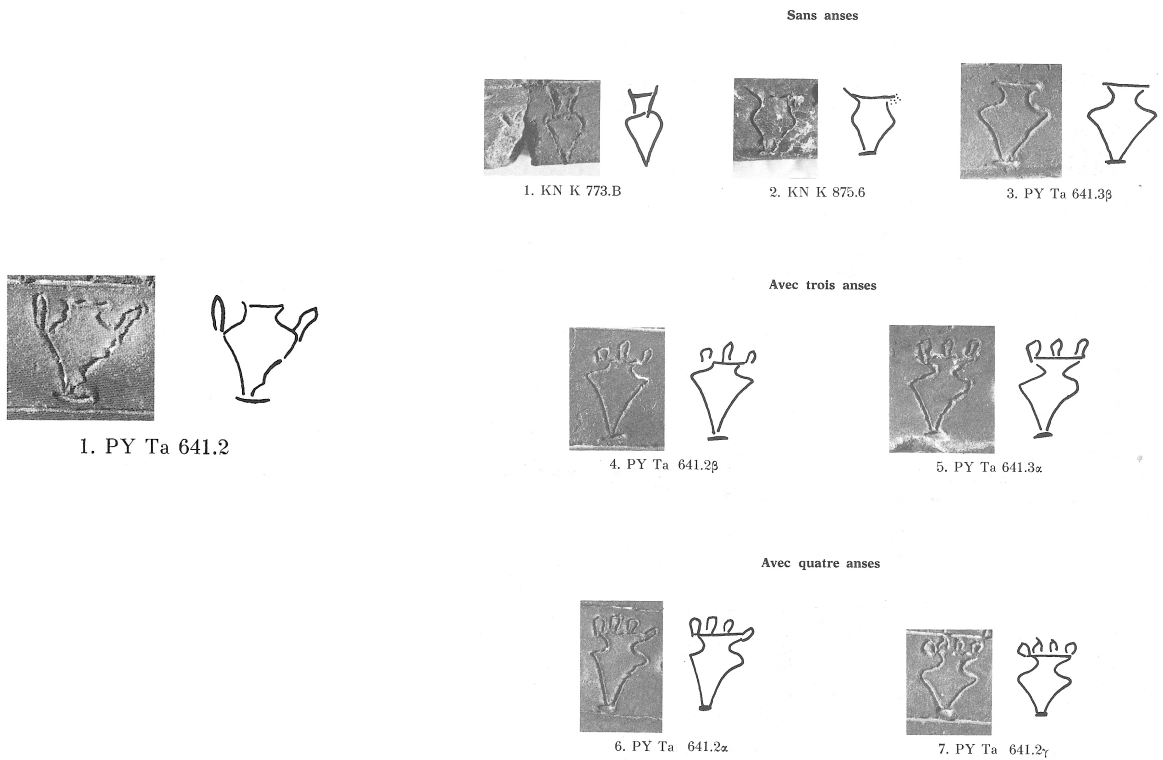 Sans anses
1. KN K 773.B
2. KN K 875.6
3. PY Ta 641.3β
1. PY Ta 641.2
Avec trois anses
4. PY Ta 641.2β
5. PY Ta 641.3α
Avec quatre anses
6. PY Ta 641.2α
7. PY Ta 641.2γ